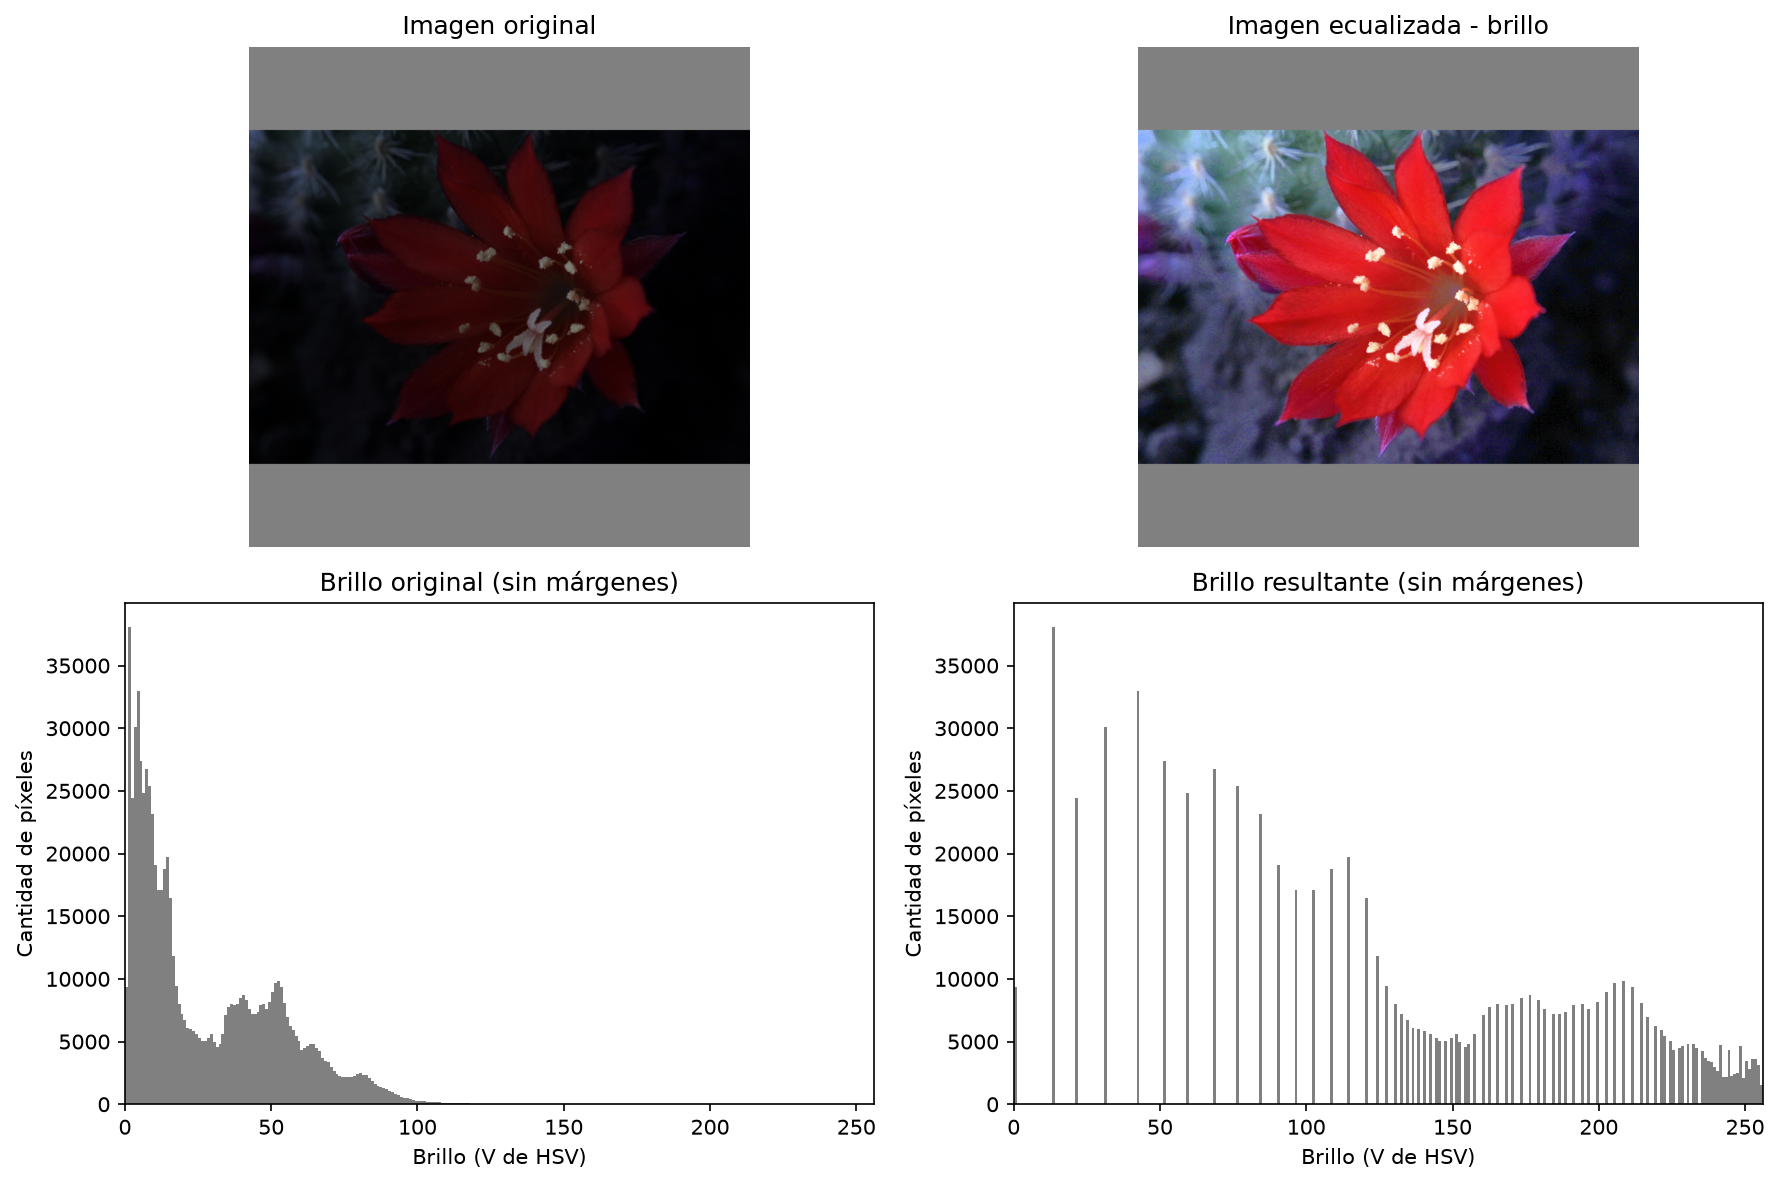 Imagen original
Imagen ecualizada - brillo
Brillo original (sin márgenes)
Cantidad de píxeles
35000
30000
25000
20000
15000
10000
5000
0
0 50 100 150 200 250
Brillo (V de HSV)
Brillo resultante (sin márgenes)
Cantidad de píxeles
35000
30000
25000
20000
15000
10000
5000
0
0 50 100 150 200 250
Brillo (V de HSV)